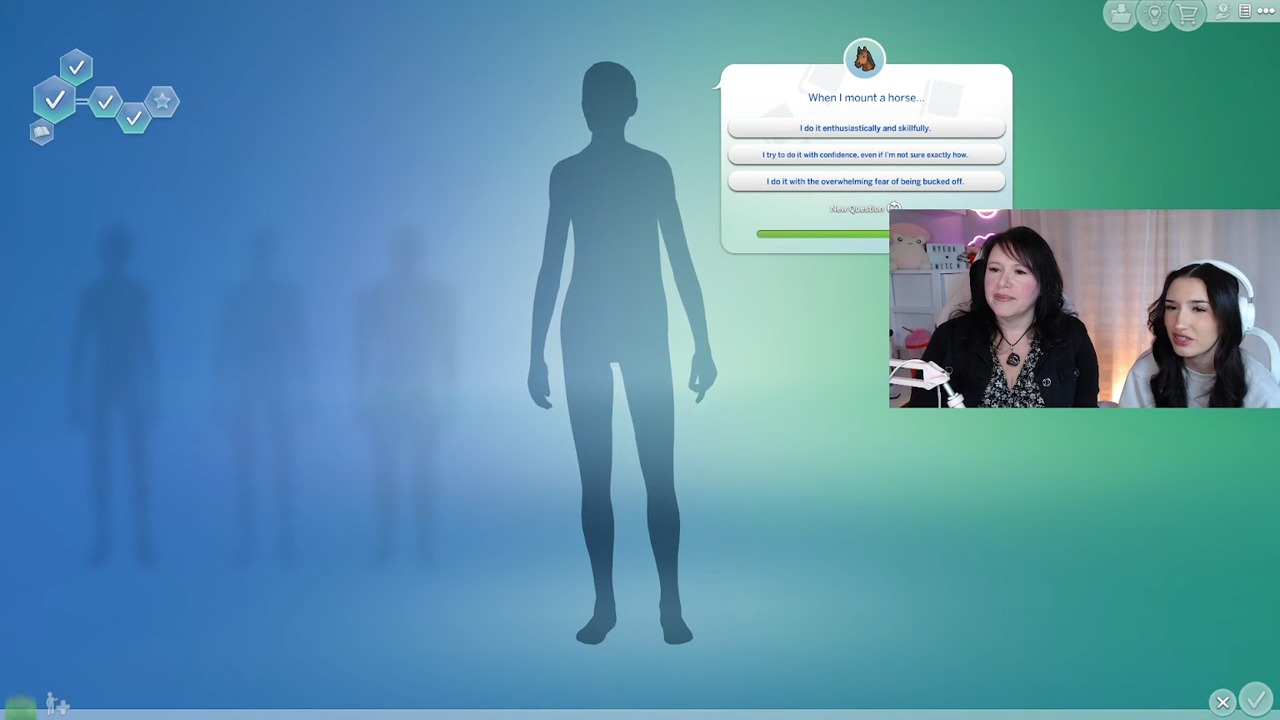 When I mount a horse...
I do it enthusiastically and skillfully.
I try to do it with confidence, even if I'm not sure exactly how.
I do it with the overwhelming fear of being bucked off.
New Question